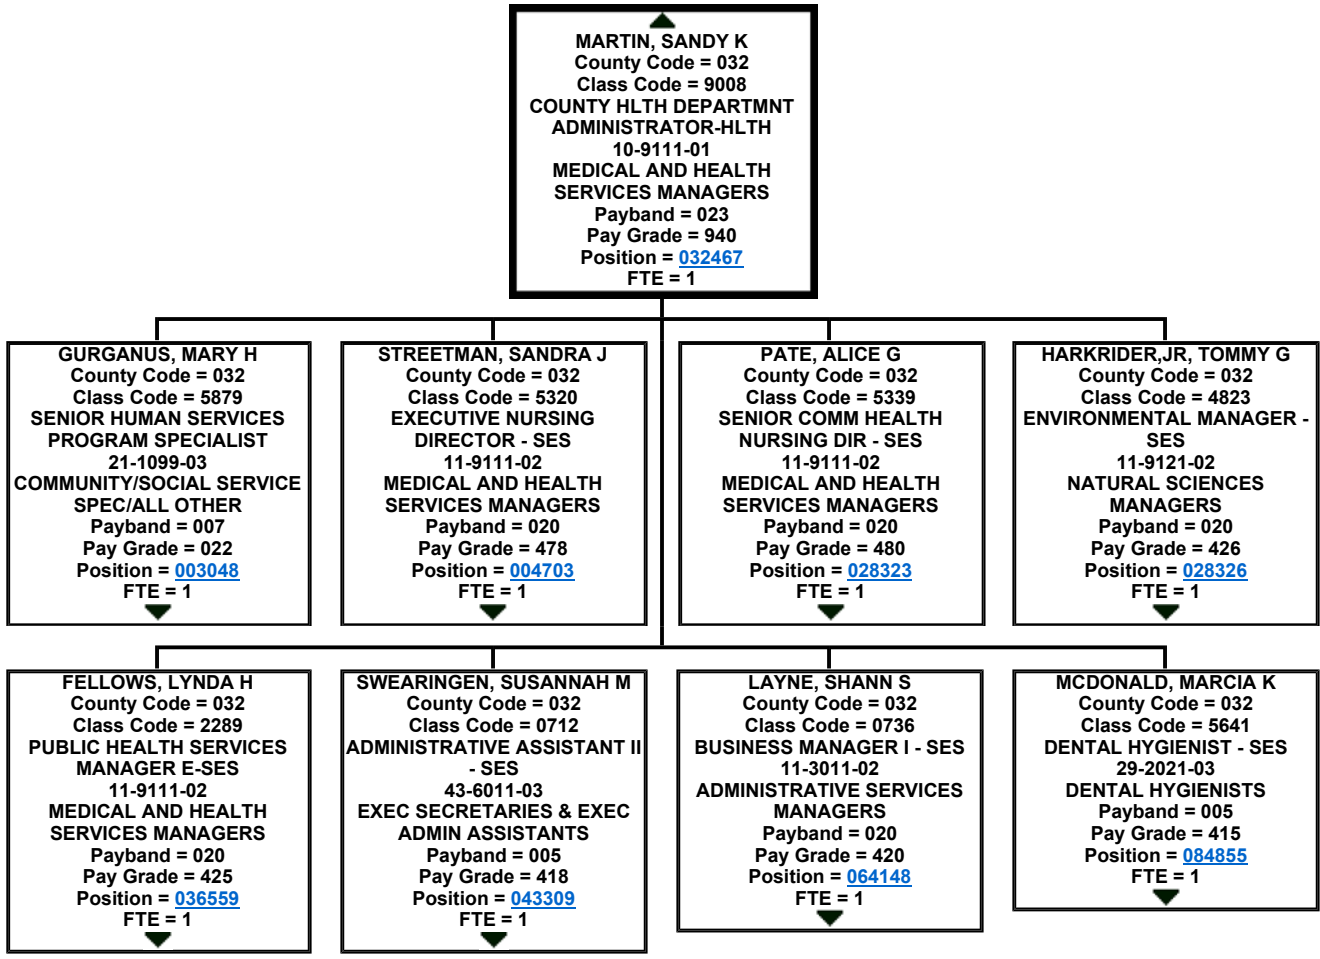 MARTIN, SANDY K
County Code = 032
Class Code = 9008
COUNTY HLTH DEPARTMNT
ADMINISTRATOR-HLTH
10-9111-01
MEDICAL AND HEALTH
SERVICES MANAGERS
Payband = 023
Pay Grade = 940
Position = 032467
FTE = 1
GURGANUS, MARY H
County Code = 032
Class Code = 5879
SENIOR HUMAN SERVICES
PROGRAM SPECIALIST
21-1099-03
COMMUNITY/SOCIAL SERVICE
SPEC/ALL OTHER
Payband = 007
Pay Grade = 022
Position = 003048
FTE = 1
STREETMAN, SANDRA J
County Code = 032
Class Code = 5320
EXECUTIVE NURSING
DIRECTOR - SES
11-9111-02
MEDICAL AND HEALTH
SERVICES MANAGERS
Payband = 020
Pay Grade = 478
Position = 004703
FTE = 1
PATE, ALICE G
County Code = 032
Class Code = 5339
SENIOR COMM HEALTH
NURSING DIR - SES
11-9111-02
MEDICAL AND HEALTH
SERVICES MANAGERS
Payband = 020
Pay Grade = 480
Position = 028323
FTE = 1
HARKRIDER,JR, TOMMY G
County Code = 032
Class Code = 4823
ENVIRONMENTAL MANAGER -
SES
11-9121-02
NATURAL SCIENCES
MANAGERS
Payband = 020
Pay Grade = 426
Position = 028326
FTE = 1
FELLOWS, LYNDA H
County Code = 032
Class Code = 2289
PUBLIC HEALTH SERVICES
MANAGER E-SES
11-9111-02
MEDICAL AND HEALTH
SERVICES MANAGERS
Payband = 020
Pay Grade = 425
Position = 036559
FTE = 1
SWEARINGEN, SUSANNAH M
County Code = 032
Class Code = 0712
ADMINISTRATIVE ASSISTANT II
- SES
43-6011-03
EXEC SECRETARIES & EXEC
ADMIN ASSISTANTS
Payband = 005
Pay Grade = 418
Position = 043309
FTE = 1
LAYNE, SHANN S
County Code = 032
Class Code = 0736
BUSINESS MANAGER I - SES
11-3011-02
ADMINISTRATIVE SERVICES
MANAGERS
Payband = 020
Pay Grade = 420
Position = 064148
FTE = 1
MCDONALD, MARCIA K
County Code = 032
Class Code = 5641
DENTAL HYGIENIST - SES
29-2021-03
DENTAL HYGIENISTS
Payband = 005
Pay Grade = 415
Position = 084855
FTE = 1